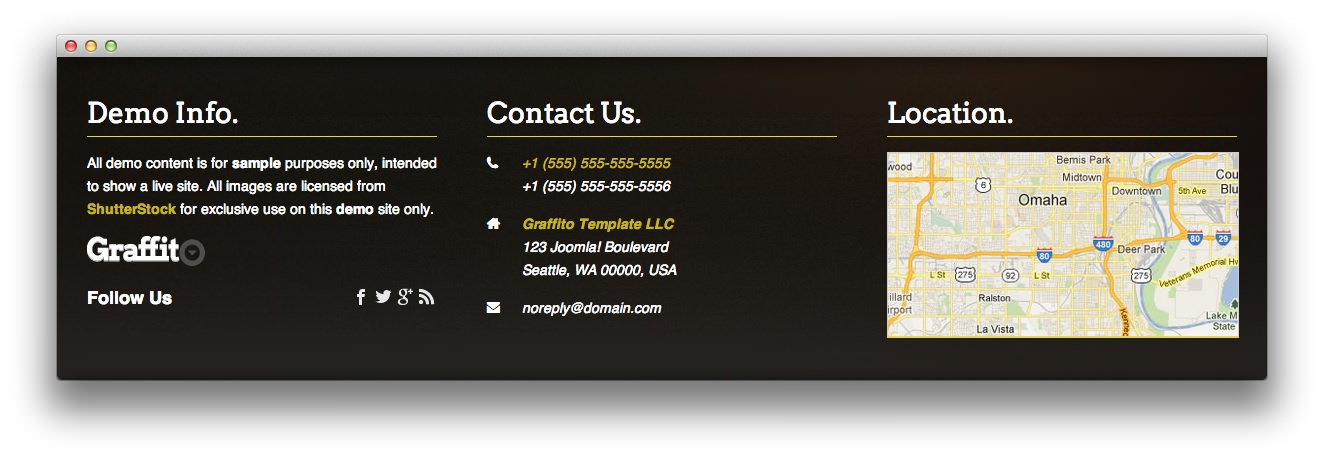 Demo Info.
All demo content is for sample purposes only, intended
to show a live site. All images are licensed from
ShutterStock for exclusive use on this demo site only.
Graffito
Follow Us
Contact Us.
+1 (555) 555-555-5555
+1 (555) 555-555-5556
Graffito Template LLC
123 Joomla! Boulevard
Seattle, WA 00000, USA
noreply@domain.com
Location.
wood
Bemis Park
6
Midtown
Cou
Blu
Downtown
5th Ave
Omaha
480
80
29
Deer Park
80
L St
275
92
L St
275
Veterans Memorial Hw
illard
irport
Ralston
La Vista
Kenned
Lake M
State